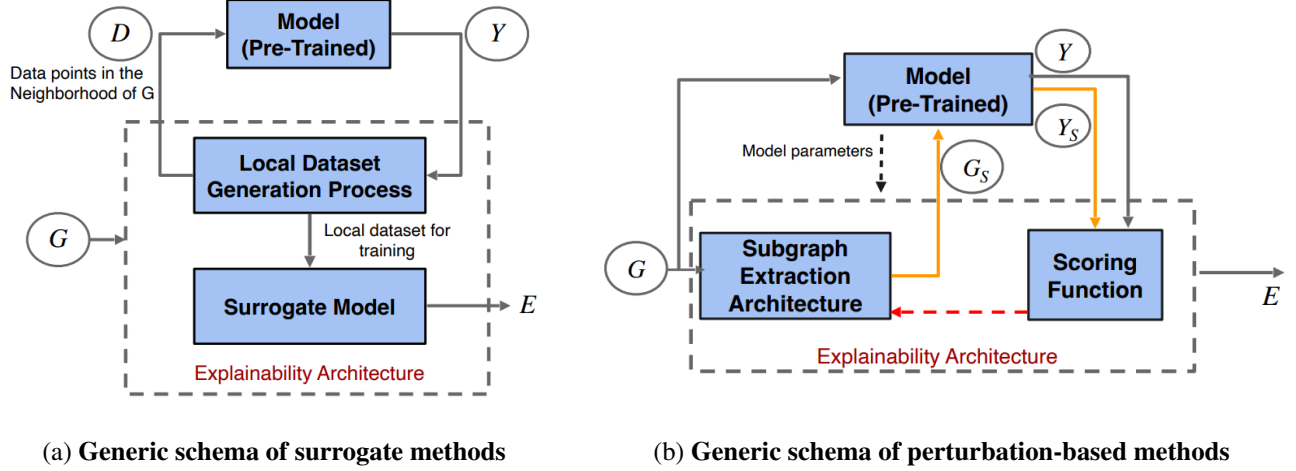 D
Model
(Pre-Trained)
Y
Data points in the
Neighborhood of G
Local Dataset
Generation Process
G
Local dataset for
training
Surrogate Model
E
Explainability Architecture
(a) Generic schema of surrogate methods
Model
(Pre-Trained)
Y
Y_S
Model parameters
G_S
G
Subgraph
Extraction
Architecture
Scoring
Function
E
Explainability Architecture
(b) Generic schema of perturbation-based methods